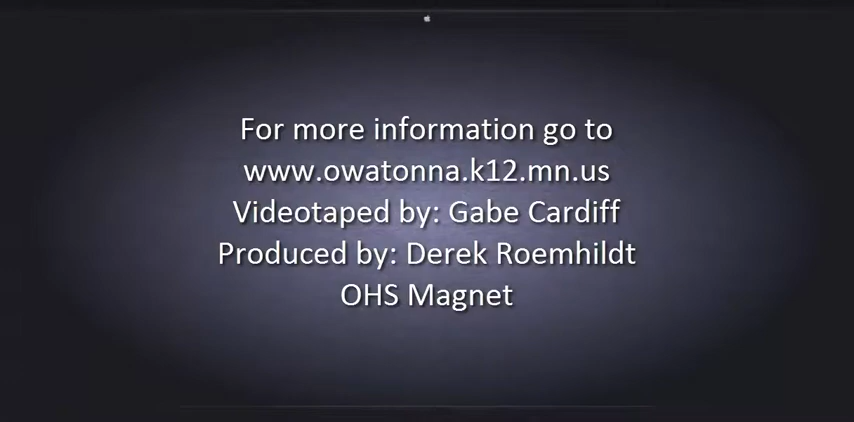 For more information go to
www.owatonna.k12.mn.us
Videotaped by: Gabe Cardiff
Produced by: Derek Roemhildt
OHS Magnet